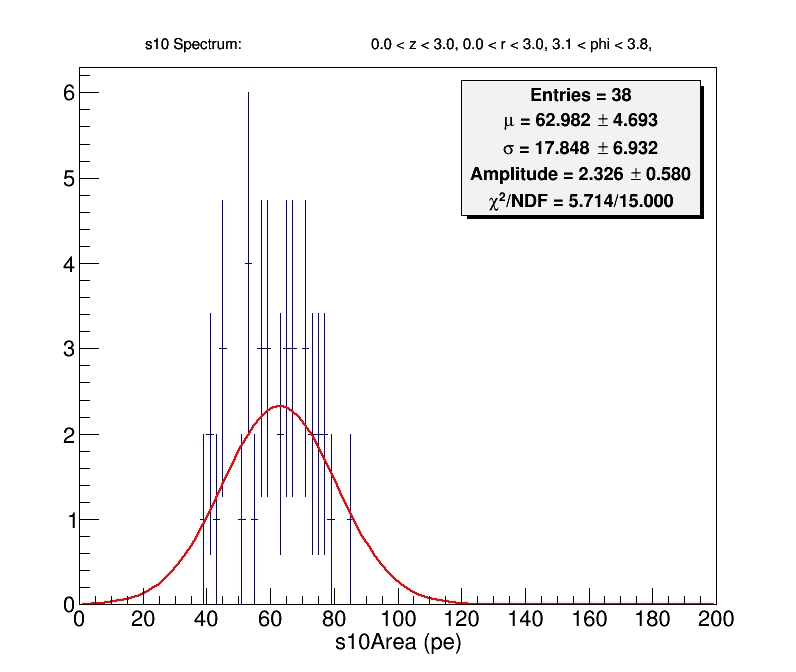 s10 Spectrum: 0.0 < z < 3.0, 0.0 < r < 3.0, 3.1 < phi < 3.8,
Entries = 38
μ = 62.982 ± 4.693
σ = 17.848 ± 6.932
Amplitude = 2.326 ± 0.580
χ²/NDF = 5.714/15.000
6
5
4
3
2
1
0
0 20 40 60 80 100 120 140 160 180 200
s10Area (pe)